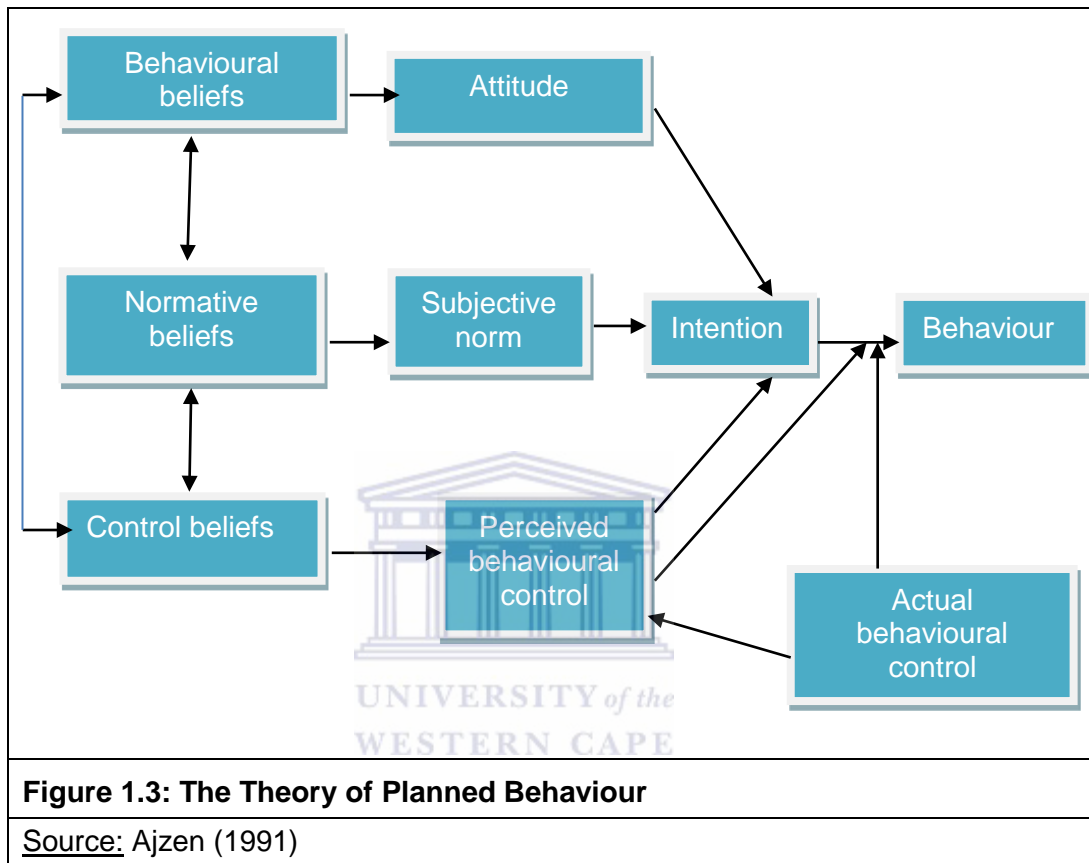 Behavioural
beliefs
Attitude
Normative
beliefs
Subjective
norm
Intention
Behaviour
Control beliefs
Perceived
behavioural
control
Actual
behavioural
control
UNIVERSITY of the
WESTERN CAPE
Figure 1.3: The Theory of Planned Behaviour
Source: Ajzen (1991)